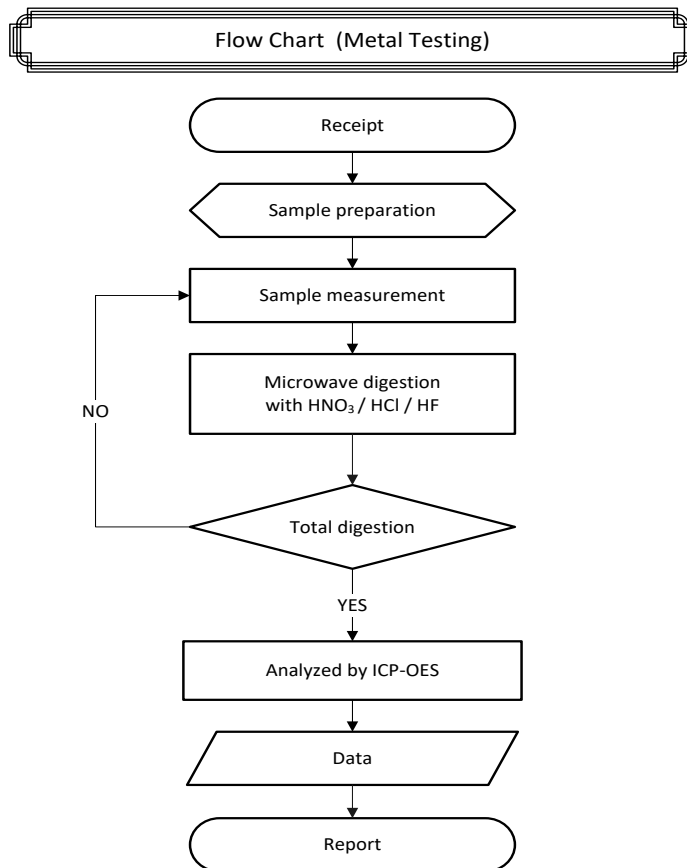 Flow Chart (Metal Testing)
Receipt
Sample preparation
Sample measurement
Microwave digestion
with HNO₃ / HCl / HF
NO
Total digestion
YES
Analyzed by ICP-OES
Data
Report